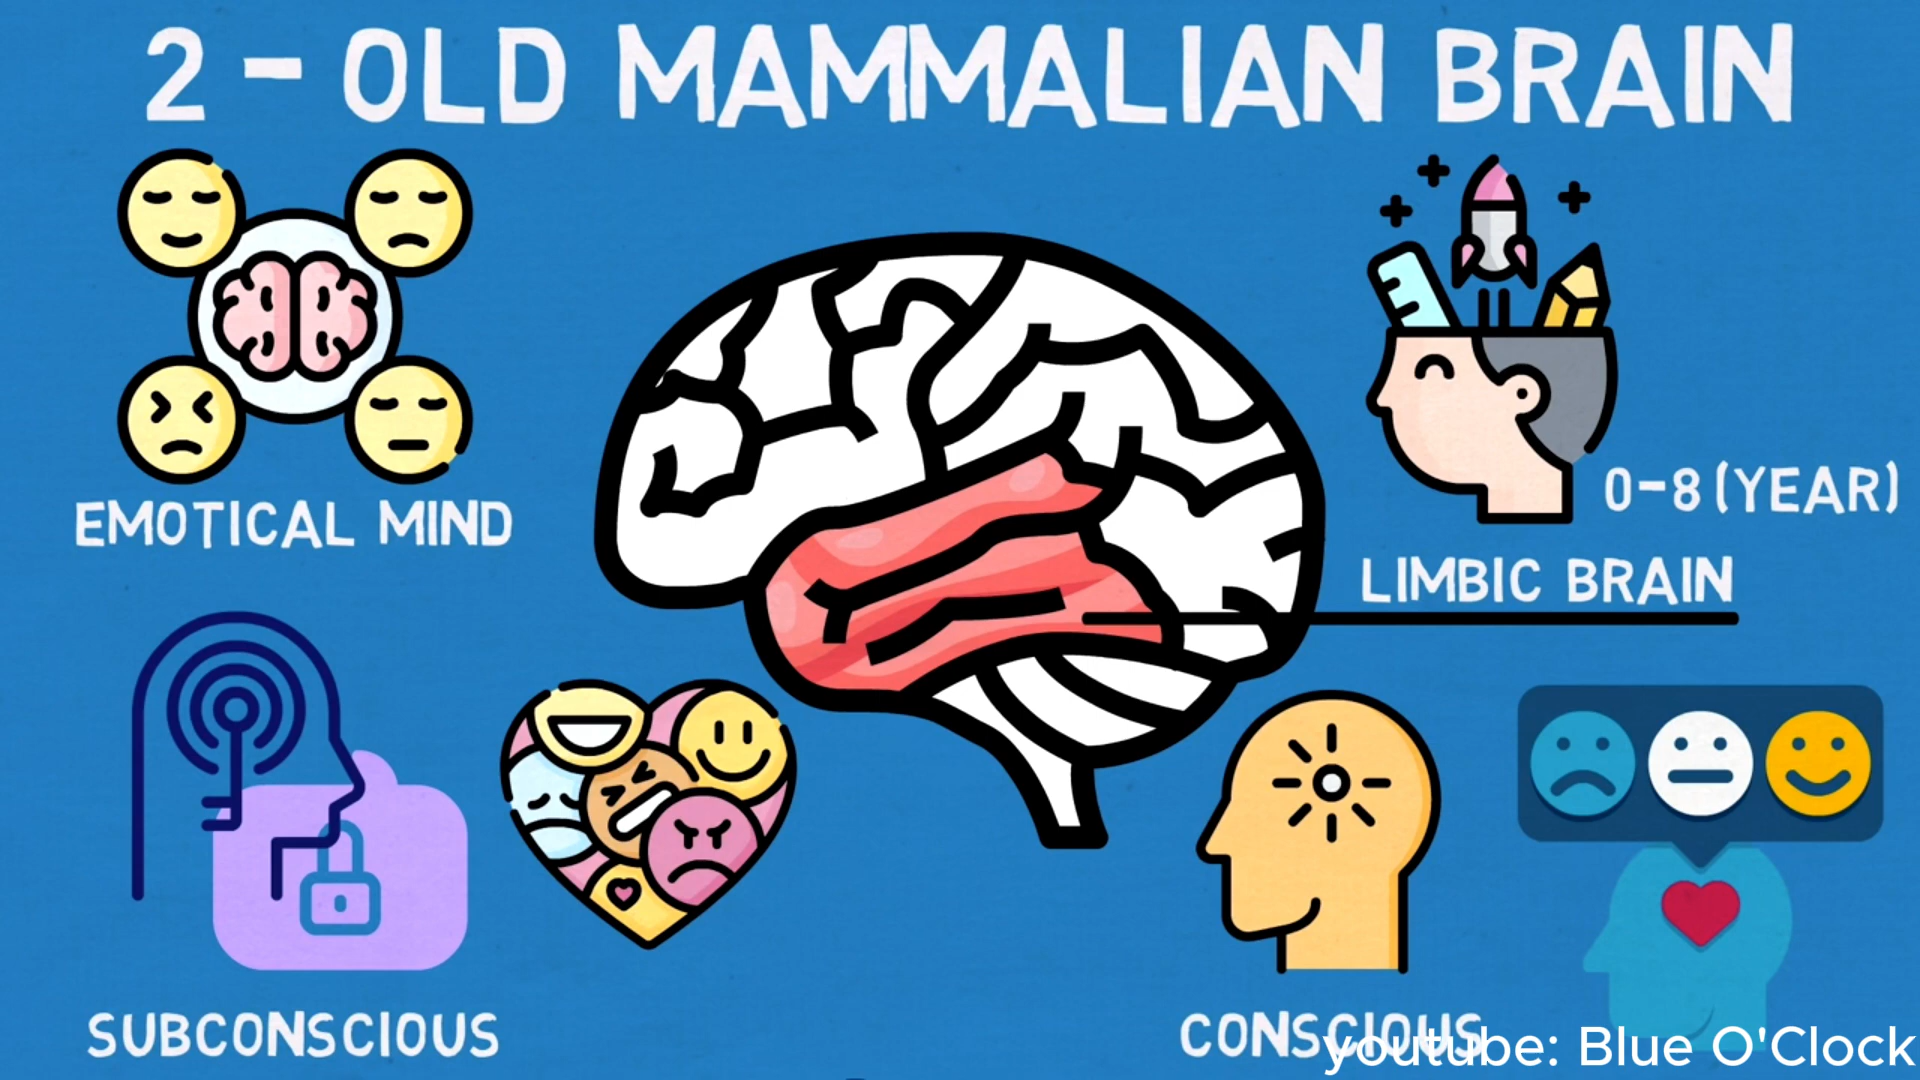 2 - OLD MAMMALIAN BRAIN
EMOTICAL MIND
0-8 (YEAR)
LIMBIC BRAIN
SUBCONSCIOUS
CONSCIOUS
youtube: Blue O'Clock